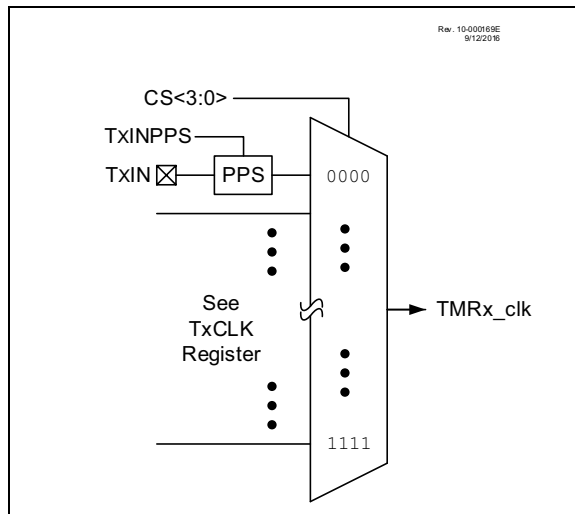 Rev. 10-000169E
9/12/2016
CS<3:0>
TxINPPS
TxIN
PPS
0000
See
TxCLK
Register
TMRx_clk
1111